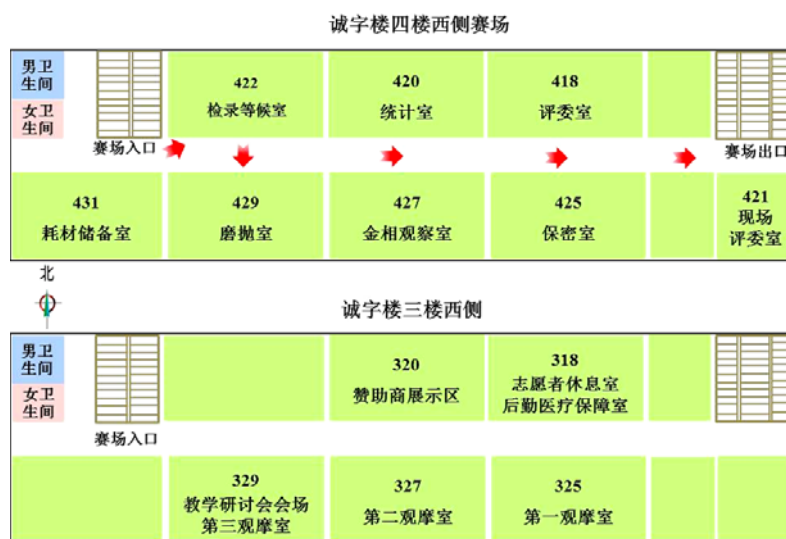 诚字楼四楼西侧赛场
男卫
生间
女卫
生间
422
检录等候室
420
统计室
418
评委室
赛场入口
赛场出口
431
耗材储备室
429
磨抛室
427
金相观察室
425
保密室
421
现场
评委室
北
诚字楼三楼西侧
男卫
生间
女卫
生间
320
赞助商展示区
318
志愿者休息室
后勤医疗保障室
赛场入口
329
教学研讨会会场
第三观摩室
327
第二观摩室
325
第一观摩室